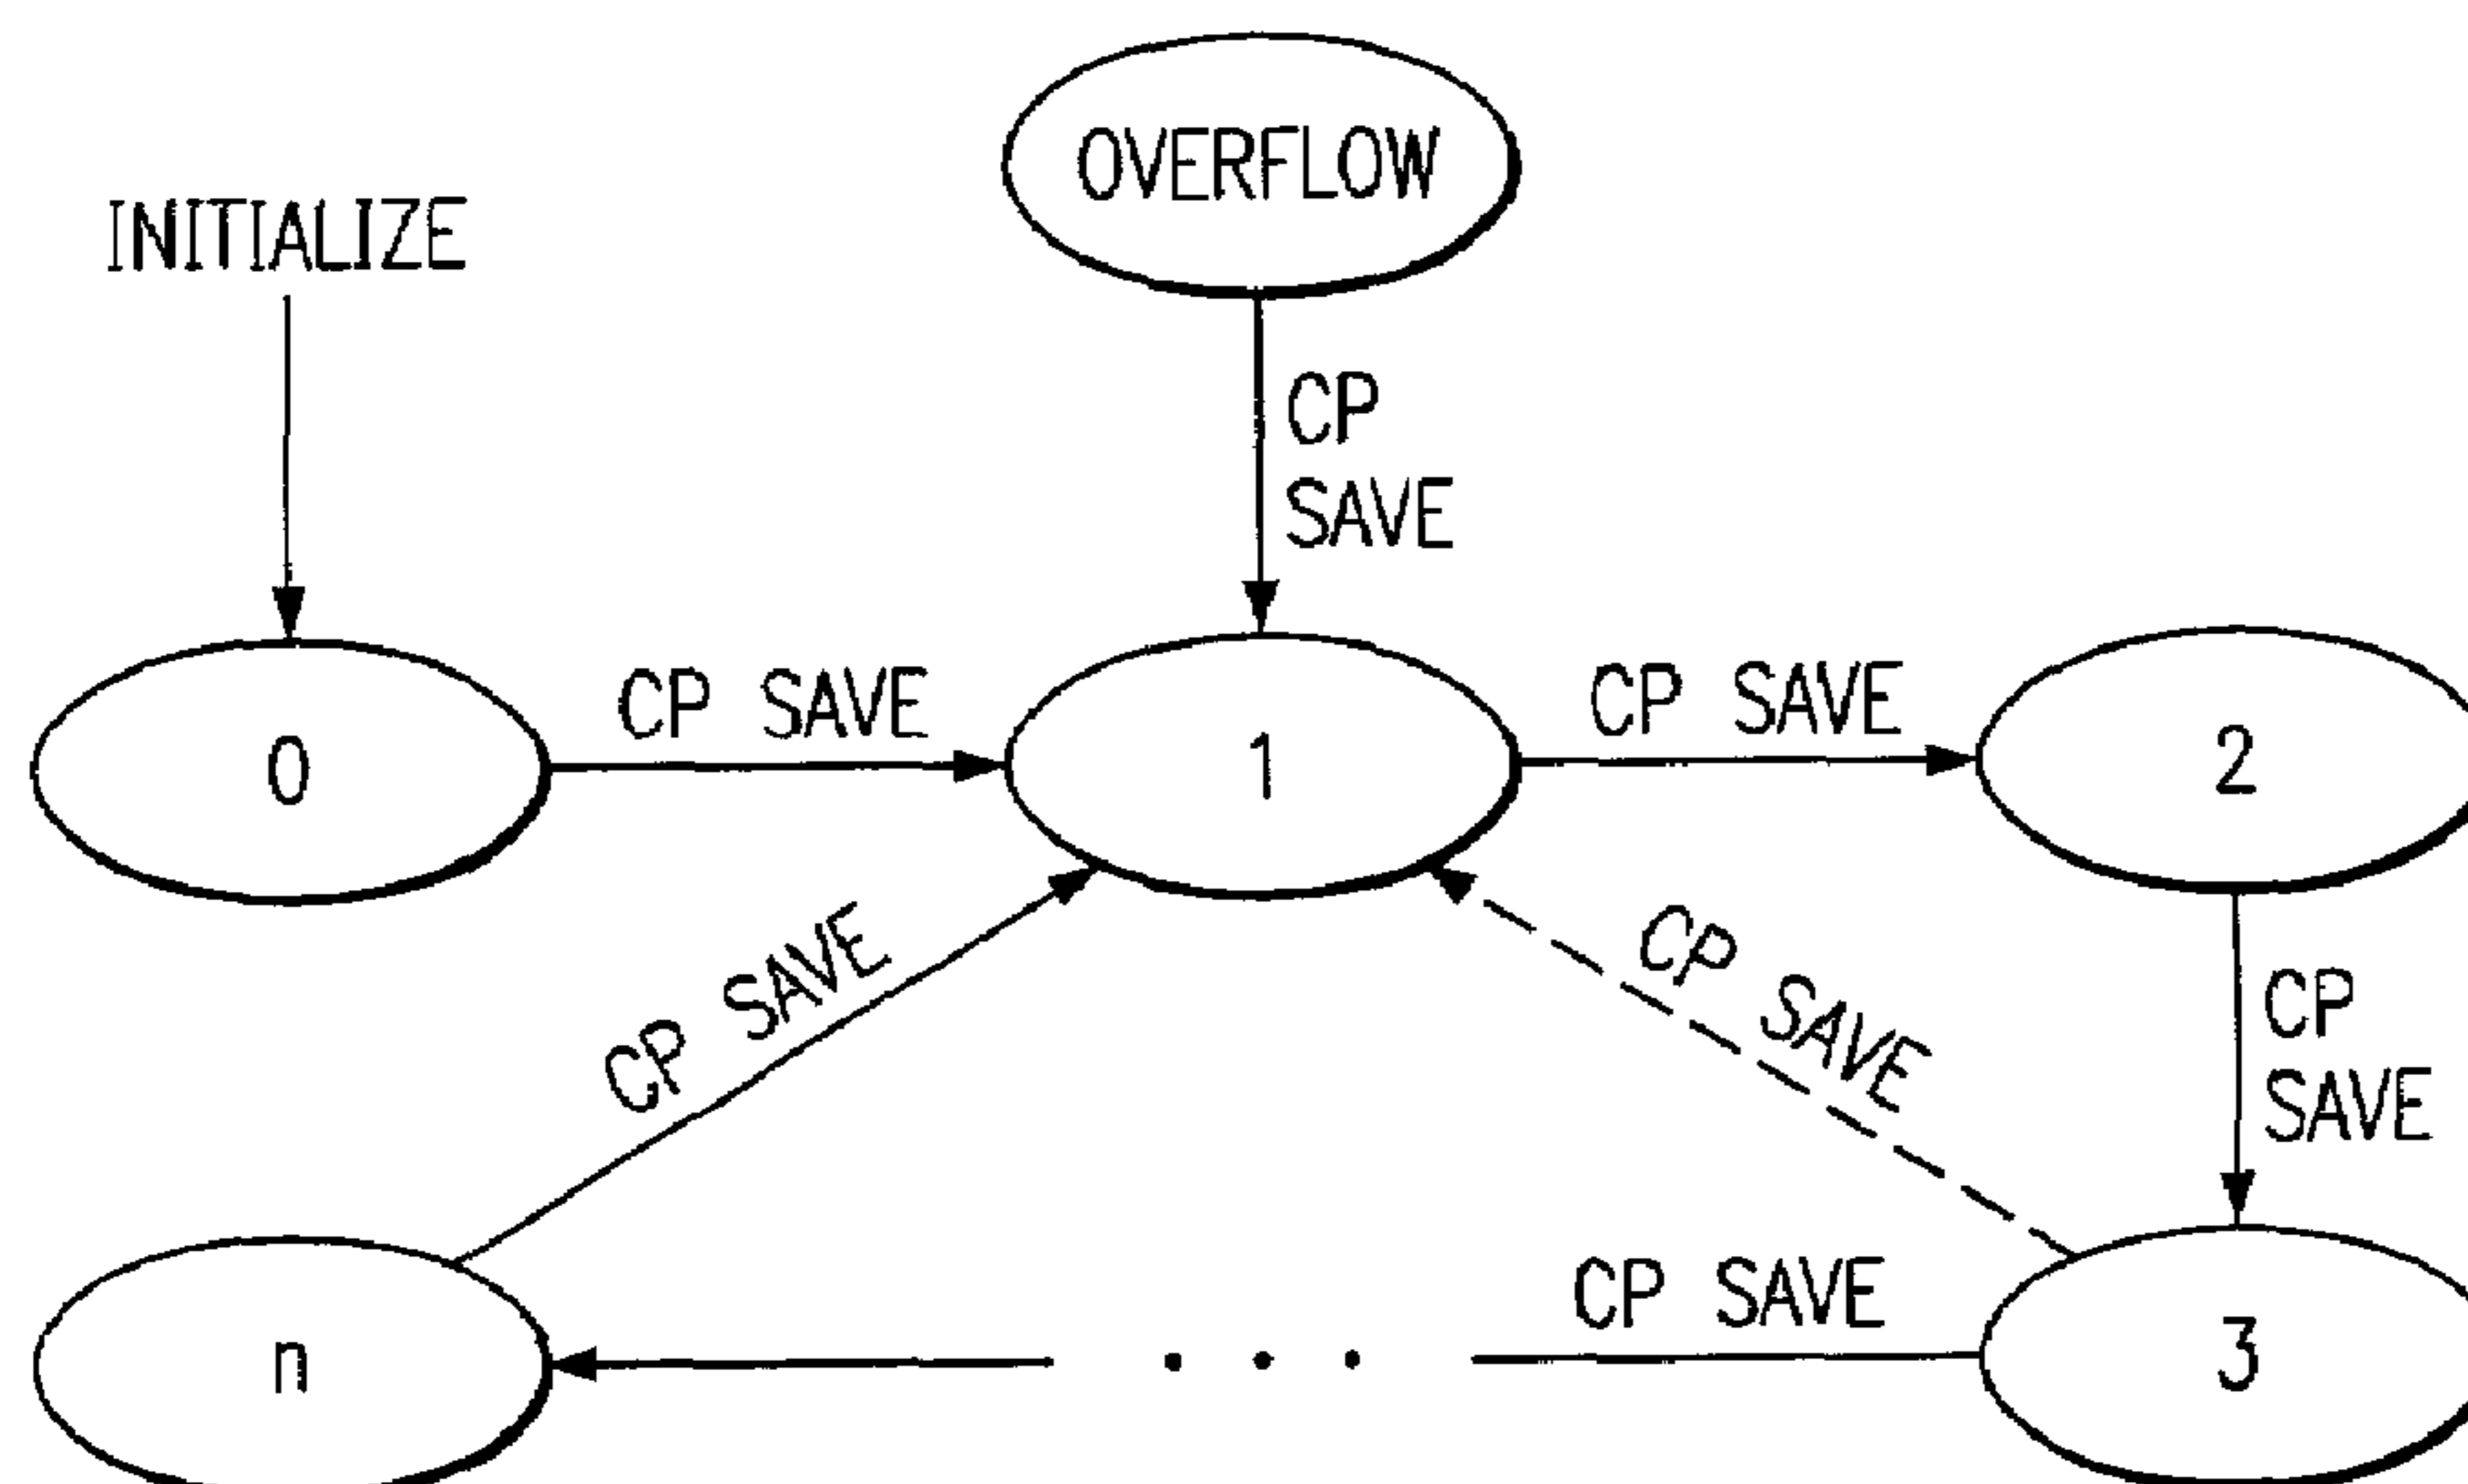 OVERFLOW
INITIALIZE
CP
SAVE
CP SAVE
CP SAVE
0
1
2
CP SAVE
CP SAVE
CP
SAVE
CP SAVE
n
. . .
3